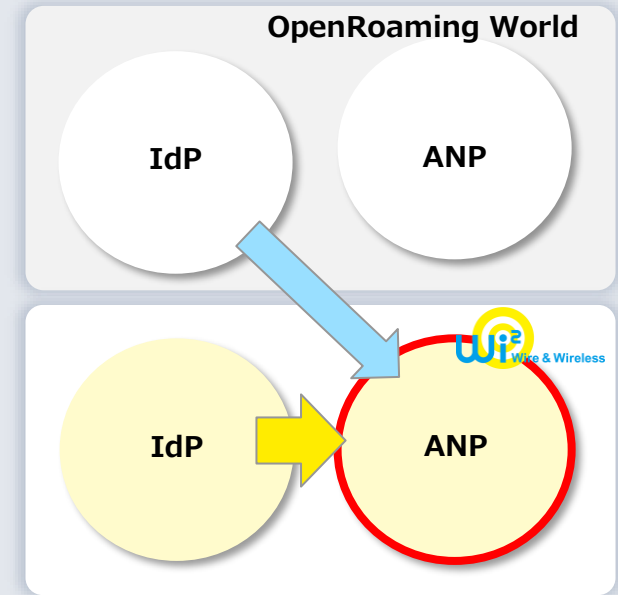 OpenRoaming World
IdP
ANP
Wi2
Wire & Wireless
IdP
ANP